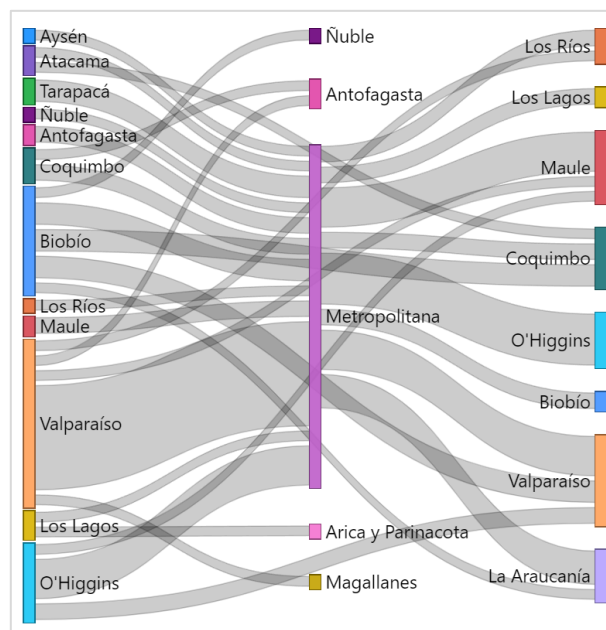 Aysén
Atacama
Tarapacá
Ñuble
Antofagasta
Coquimbo
Biobío
Los Ríos
Maule
Valparaíso
Los Lagos
O'Higgins
Ñuble
Antofagasta
Metropolitana
Arica y Parinacota
Magallanes
Los Ríos
Los Lagos
Maule
Coquimbo
O'Higgins
Biobío
Valparaíso
La Araucanía